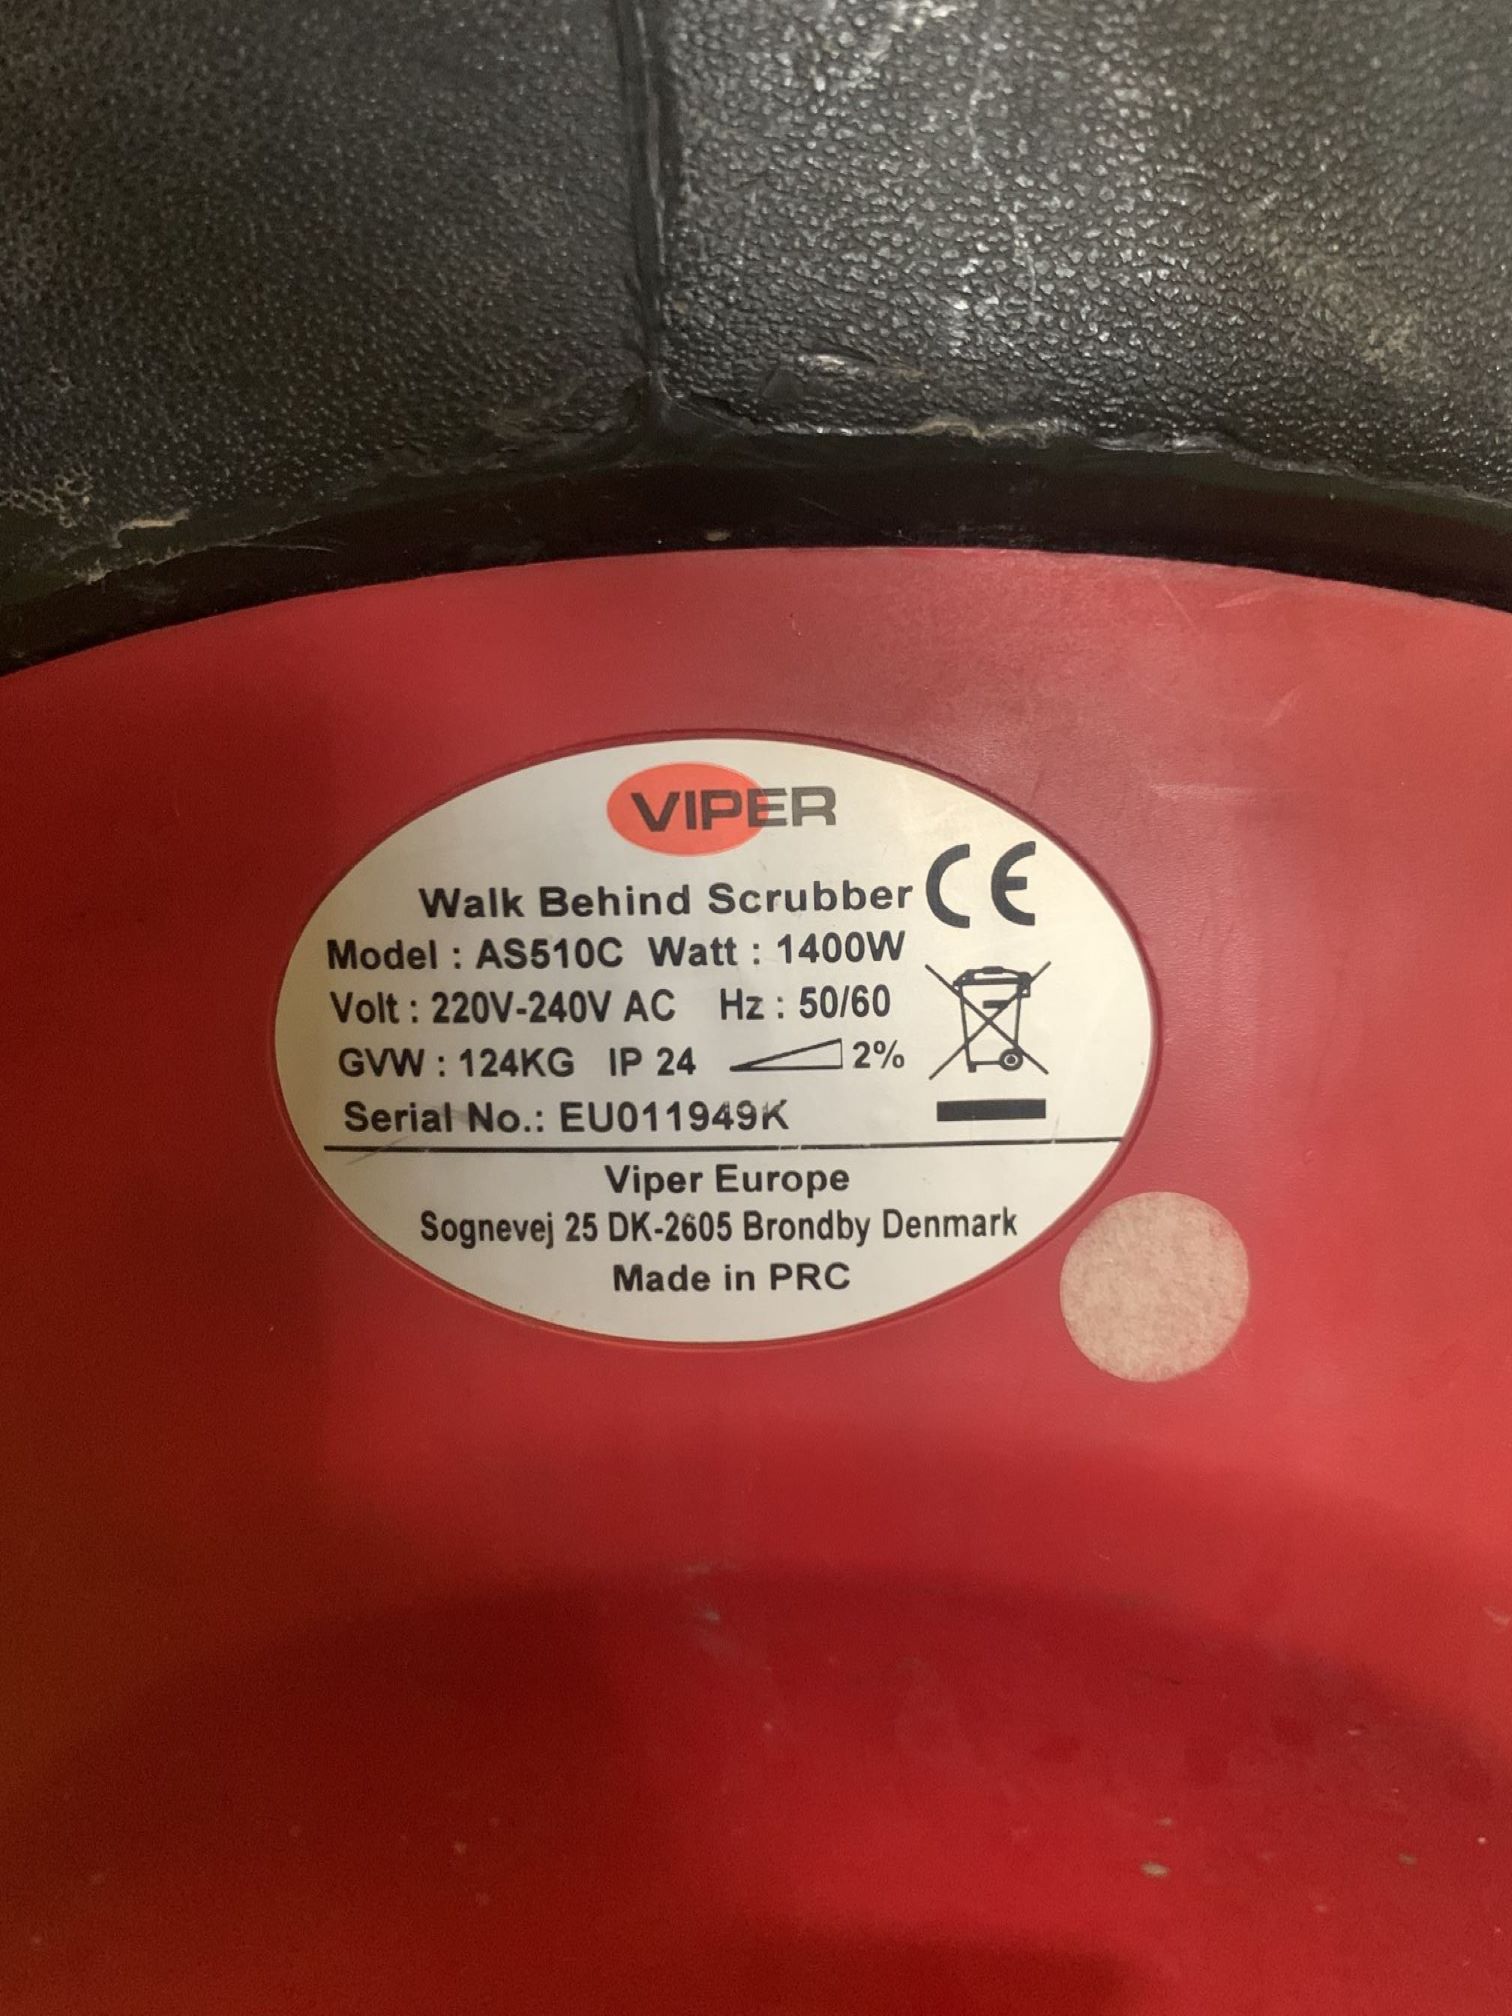 VIPER
Walk Behind Scrubber CE
Model : AS510C Watt : 1400W
Volt : 220V-240V AC Hz : 50/60
GVW : 124KG IP 24 2%
Serial No.: EU011949K
Viper Europe
Sognevej 25 DK-2605 Brondby Denmark
Made in PRC